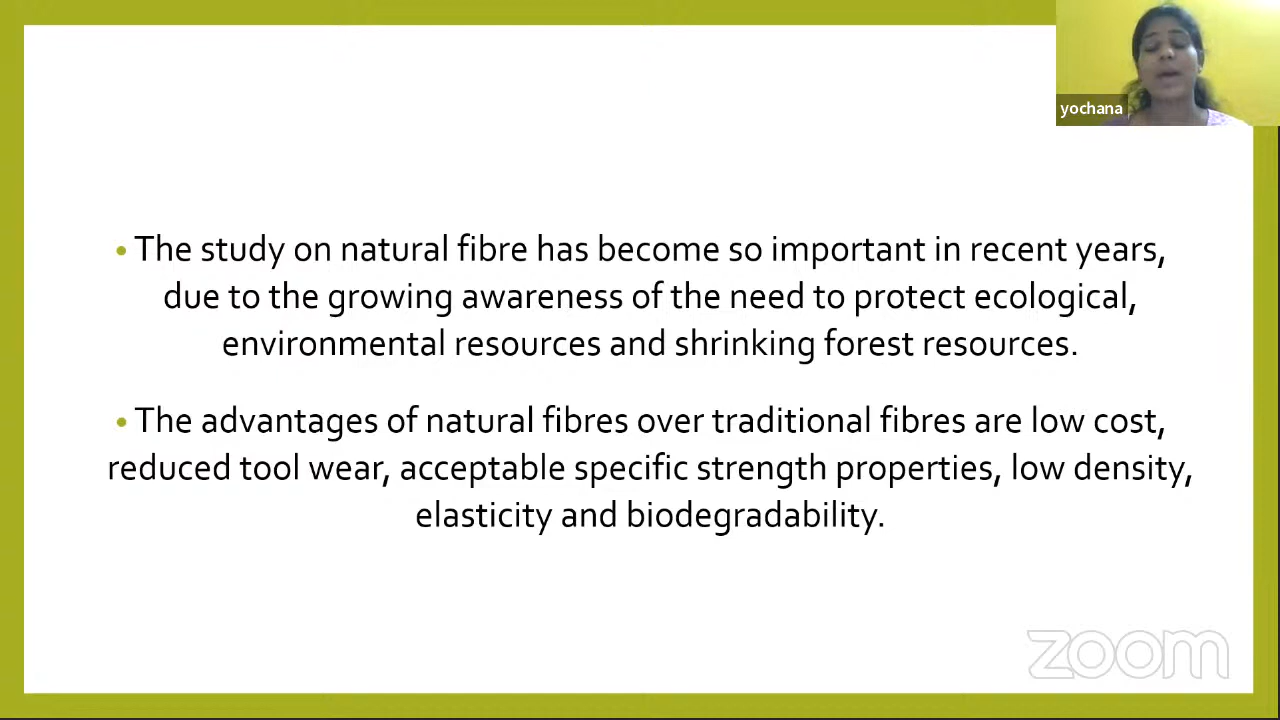 yochana
• The study on natural fibre has become so important in recent years,
due to the growing awareness of the need to protect ecological,
environmental resources and shrinking forest resources.
• The advantages of natural fibres over traditional fibres are low cost,
reduced tool wear, acceptable specific strength properties, low density,
elasticity and biodegradability.
zoom